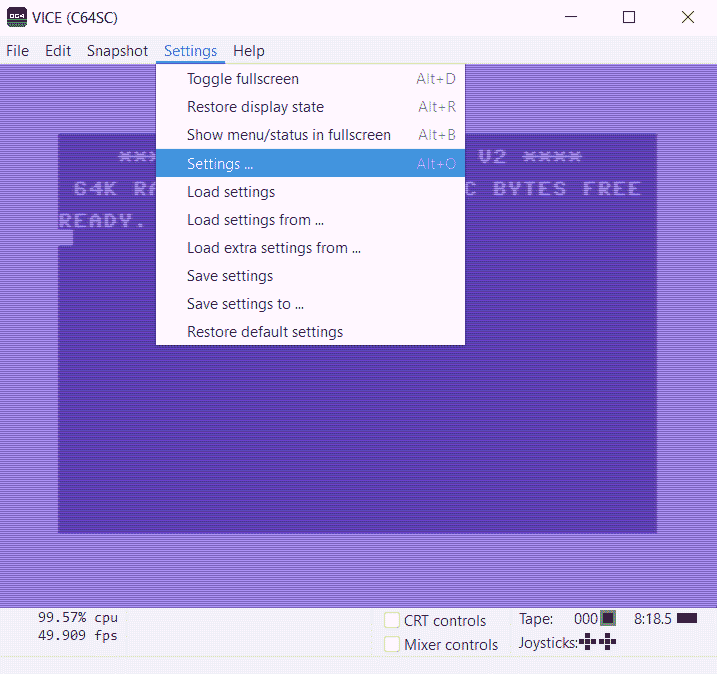 VICE (C64SC)
File Edit Snapshot Settings Help
Toggle fullscreen Alt+D
Restore display state Alt+R
Show menu/status in fullscreen Alt+B
Settings ... Alt+O
Load settings
Load settings from ...
Load extra settings from ...
Save settings
Save settings to ...
Restore default settings
*** V2 ****
64K RA C BYTES FREE
READY.
99.57% cpu
49.909 fps
CRT controls
Mixer controls
Tape: 000 8:18.5
Joysticks: